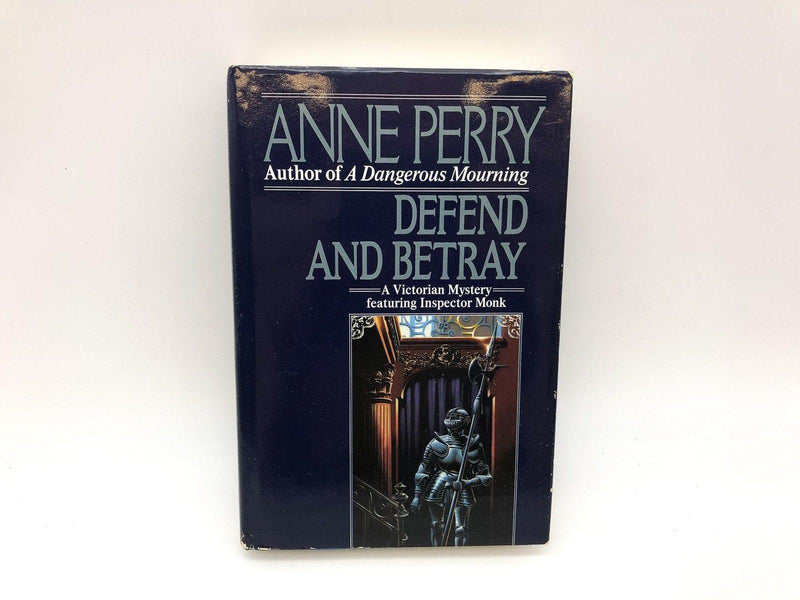 ANNE PERRY
Author of A Dangerous Mourning
DEFEND
AND BETRAY
A Victorian Mystery
featuring Inspector Monk